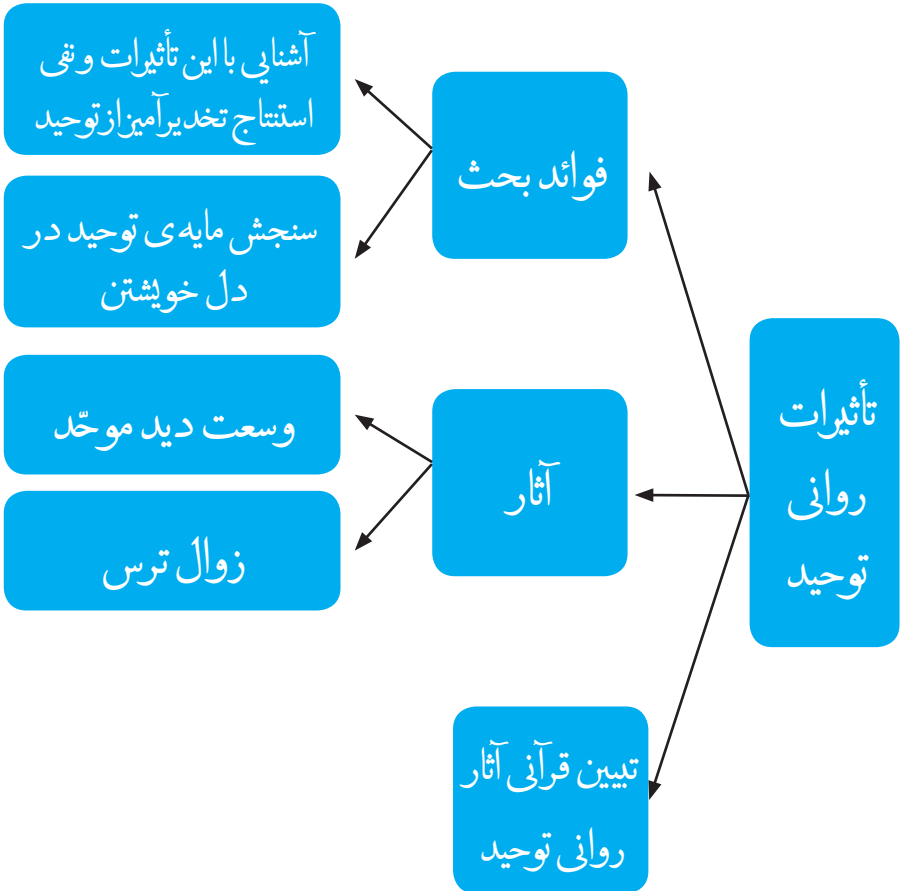 تأثیرات
روانی
توحید
فوائد بحث
آشنایی با این تأثیرات و نفی
استنتاج تخدیرآمیز از توحید
سنجش مایه‌ی توحید در
دل خویشتن
آثار
وسعت دید موحّد
زوال ترس
تبیین قرآنی آثار
روانی توحید